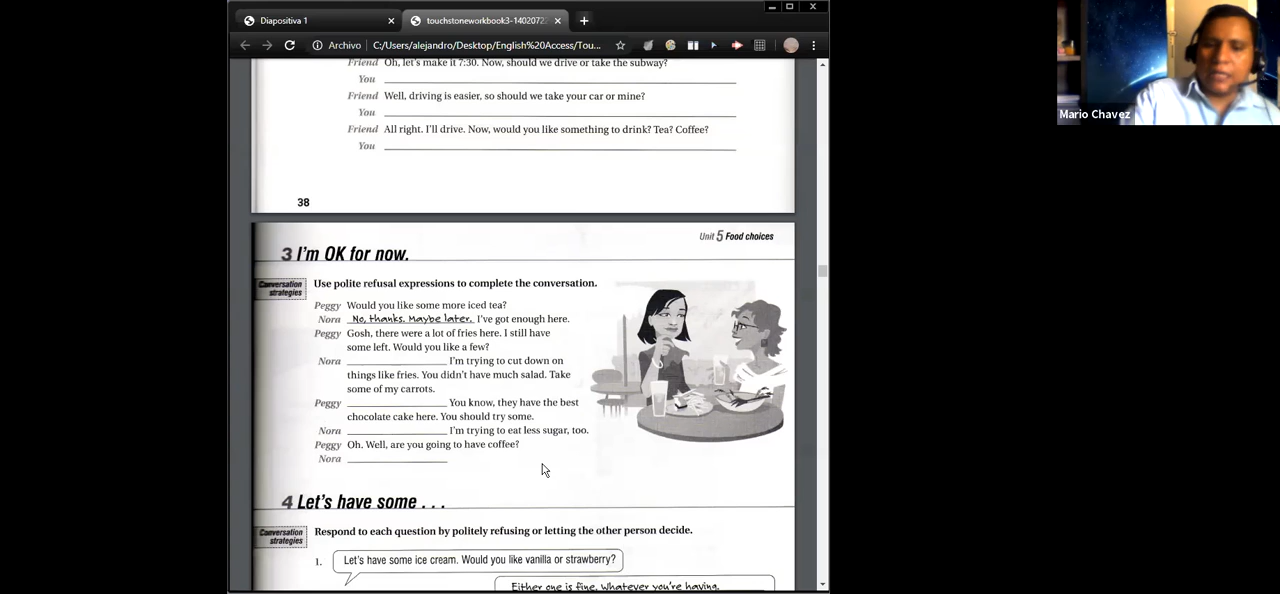 Diapositiva 1
touchstoneworkbook3-1402072
Archivo
C:/Users/alejandro/Desktop/English%20Access/Tou...
Mario Chavez
Friend Oh, let's make it 7:30. Now, should we drive or take the subway?
You
Friend Well, driving is easier, so should we take your car or mine?
You
Friend All right. I'll drive. Now, would you like something to drink? Tea? Coffee?
You
38
Unit 5 Food choices
3 I'm OK for now.
Conversation strategies
Use polite refusal expressions to complete the conversation.
Peggy Would you like some more iced tea?
Nora No, thanks. Maybe later. I've got enough here.
Peggy Gosh, there were a lot of fries here. I still have
some left. Would you like a few?
Nora I'm trying to cut down on
things like fries. You didn't have much salad. Take
some of my carrots.
Peggy You know, they have the best
chocolate cake here. You should try some.
Nora I'm trying to eat less sugar, too.
Peggy Oh. Well, are you going to have coffee?
Nora
4 Let's have some . . .
Conversation strategies
Respond to each question by politely refusing or letting the other person decide.
1. Let's have some ice cream. Would you like vanilla or strawberry?
Either one is fine. Whatever you're having.